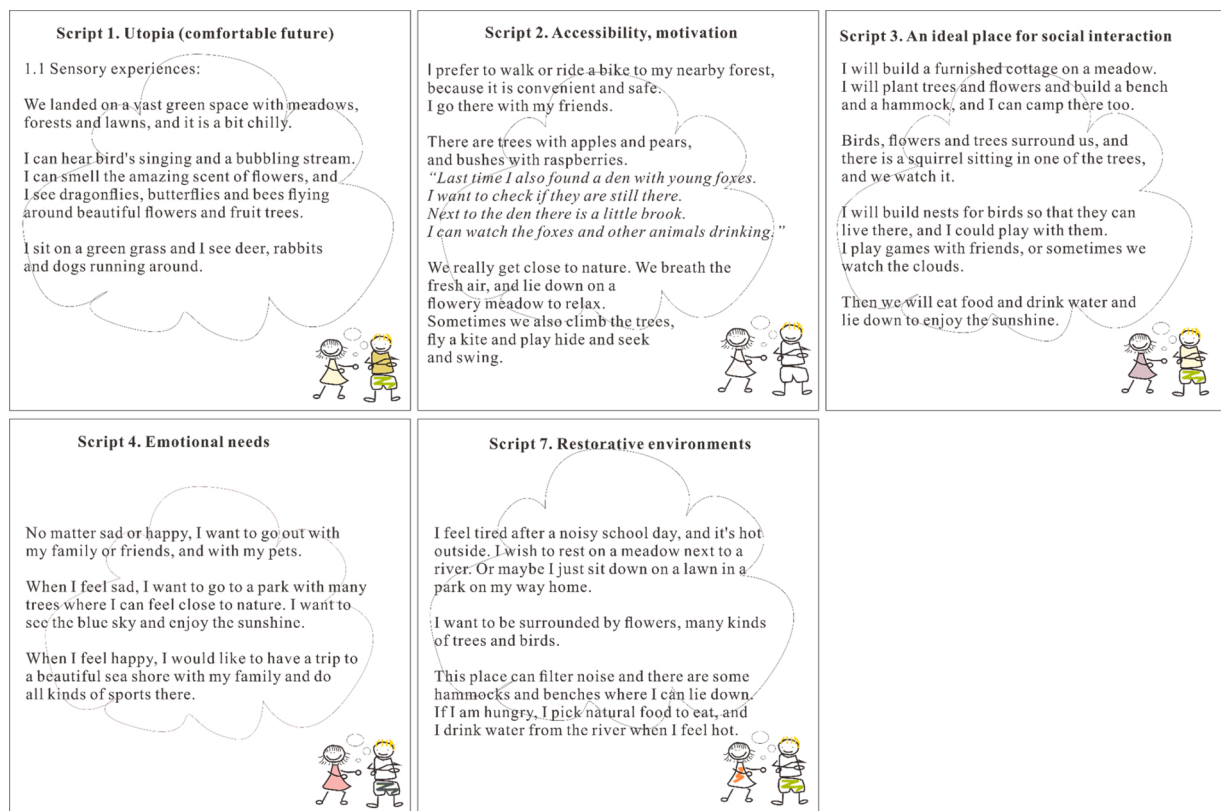 Script 1. Utopia (comfortable future)
1.1 Sensory experiences:
We landed on a vast green space with meadows,
forests and lawns, and it is a bit chilly.
I can hear bird's singing and a bubbling stream.
I can smell the amazing scent of flowers, and
I see dragonflies, butterflies and bees flying
around beautiful flowers and fruit trees.
I sit on a green grass and I see deer, rabbits
and dogs running around.
Script 2. Accessibility, motivation
I prefer to walk or ride a bike to my nearby forest,
because it is convenient and safe.
I go there with my friends.
There are trees with apples and pears,
and bushes with raspberries.
“Last time I also found a den with young foxes.
I want to check if they are still there.
Next to the den there is a little brook.
I can watch the foxes and other animals drinking.”
We really get close to nature. We breath the
fresh air, and lie down on a
flowery meadow to relax.
Sometimes we also climb the trees,
fly a kite and play hide and seek
and swing.
Script 3. An ideal place for social interaction
I will build a furnished cottage on a meadow.
I will plant trees and flowers and build a bench
and a hammock, and I can camp there too.
Birds, flowers and trees surround us, and
there is a squirrel sitting in one of the trees,
and we watch it.
I will build nests for birds so that they can
live there, and I could play with them.
I play games with friends, or sometimes we
watch the clouds.
Then we will eat food and drink water and
lie down to enjoy the sunshine.
Script 4. Emotional needs
No matter sad or happy, I want to go out with
my family or friends, and with my pets.
When I feel sad, I want to go to a park with many
trees where I can feel close to nature. I want to
see the blue sky and enjoy the sunshine.
When I feel happy, I would like to have a trip to
a beautiful sea shore with my family and do
all kinds of sports there.
Script 7. Restorative environments
I feel tired after a noisy school day, and it's hot
outside. I wish to rest on a meadow next to a
river. Or maybe I just sit down on a lawn in a
park on my way home.
I want to be surrounded by flowers, many kinds
of trees and birds.
This place can filter noise and there are some
hammocks and benches where I can lie down.
If I am hungry, I pick natural food to eat, and
I drink water from the river when I feel hot.